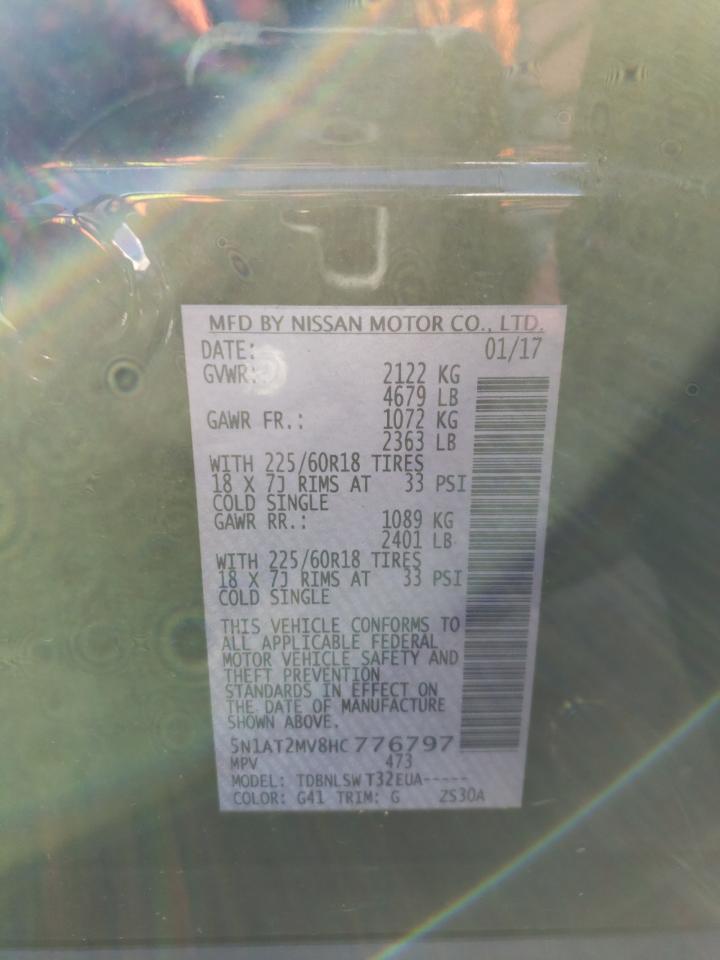 MFD BY NISSAN MOTOR CO., LTD.
DATE: 01/17
GVWR: 2122 KG
4679 LB
GAWR FR.: 1072 KG
2363 LB
WITH 225/60R18 TIRES
18 X 7J RIMS AT 33 PSI
COLD SINGLE
GAWR RR.: 1089 KG
2401 LB
WITH 225/60R18 TIRES
18 X 7J RIMS AT 33 PSI
COLD SINGLE
THIS VEHICLE CONFORMS TO
ALL APPLICABLE FEDERAL
MOTOR VEHICLE SAFETY AND
THEFT PREVENTION
STANDARDS IN EFFECT ON
THE DATE OF MANUFACTURE
SHOWN ABOVE.
5N1AT2MV8HC776797
MPV 473
MODEL: TDBNLSW T32EUA-----
COLOR: G41 TRIM: G ZS30A